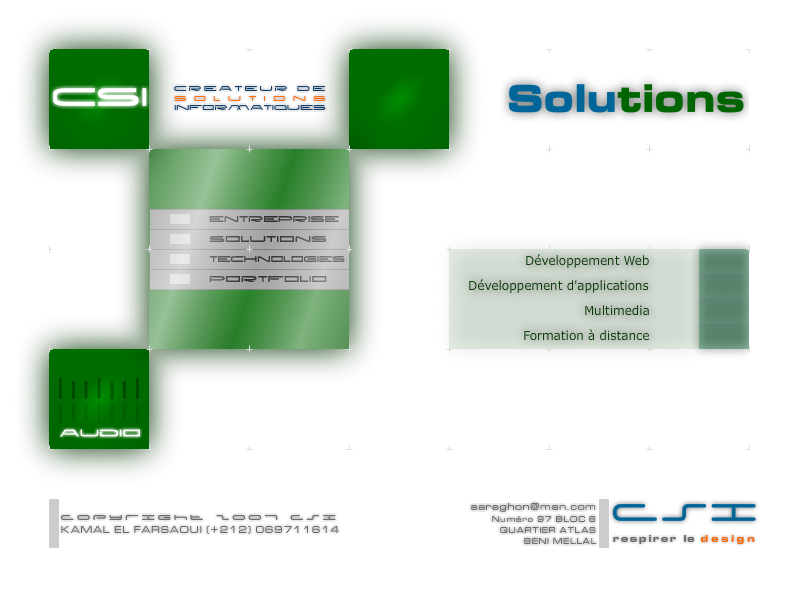 CSI
CREATEUR DE
SOLUTIONS
INFORMATIQUES
Solutions
ENTREPRISE
SOLUTIONS
TECHNOLOGIES
PORTFOLIO
Développement Web
Développement d'applications
Multimedia
Formation à distance
AUDIO
COPYRIGHT 2007 CSI
KAMAL EL FARSAOUI (+212) 069711614
sareghon@msn.com
Numéro 97 BLOC 6
QUARTIER ATLAS
BENI MELLAL
CSI
respirer le design